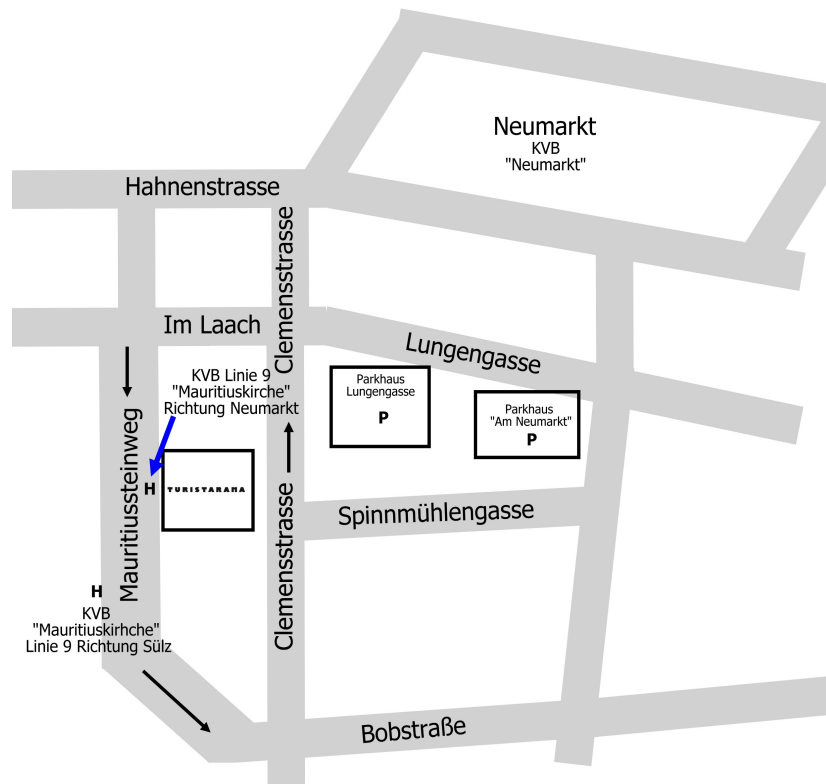 Neumarkt
KVB
"Neumarkt"
Hahnenstrasse
Clemensstrasse
Im Laach
Lungengasse
KVB Linie 9
"Mauritiuskirche"
Richtung Neumarkt
Parkhaus
Lungengasse
P
Parkhaus
"Am Neumarkt"
P
Mauritiussteinweg
H
TURISTARAMA
Clemensstrasse
Spinnmühlengasse
H
KVB
"Mauritiuskirhche"
Linie 9 Richtung Sülz
Bobstraße